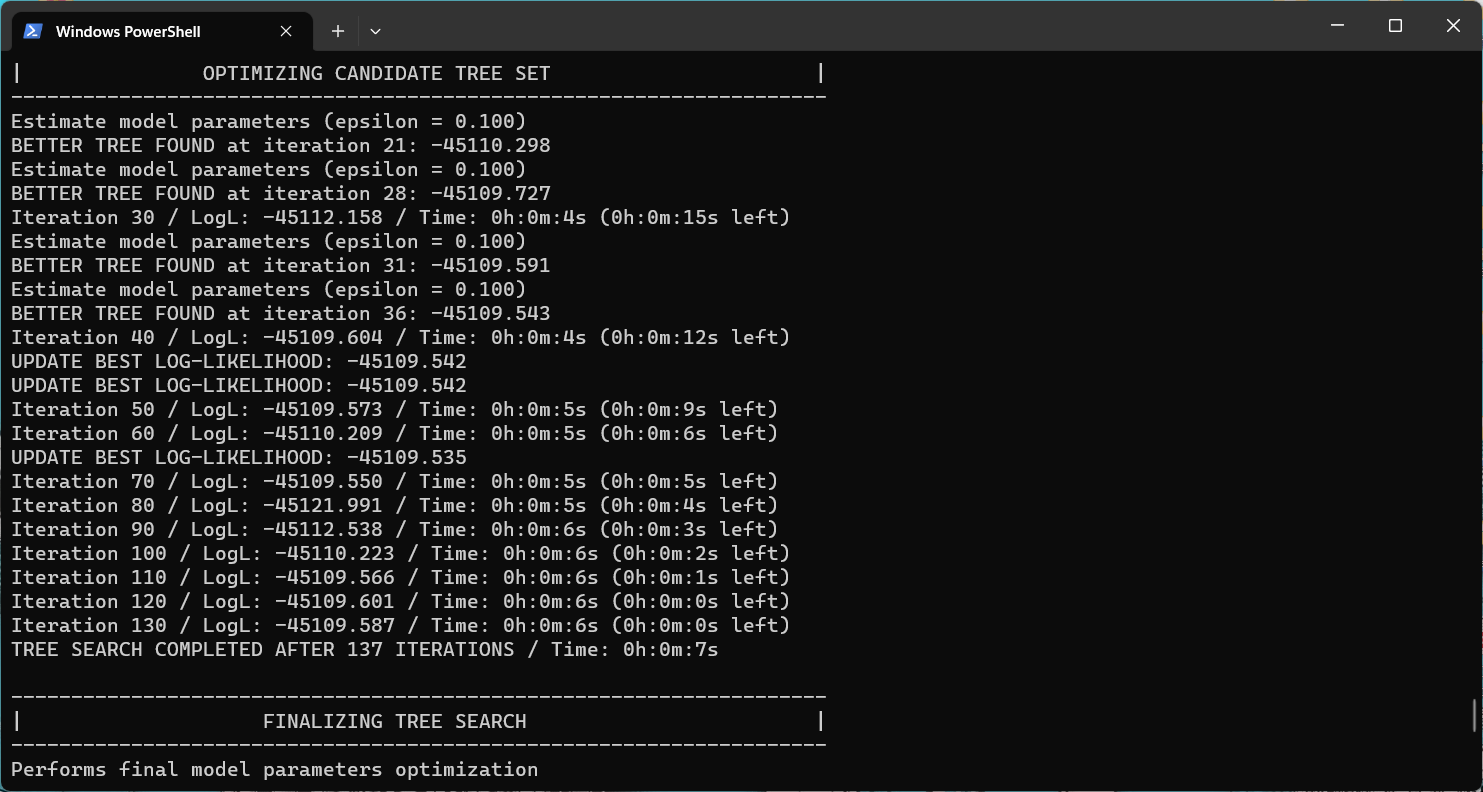 Windows PowerShell
| OPTIMIZING CANDIDATE TREE SET |
--------------------------------------------------------------------
Estimate model parameters (epsilon = 0.100)
BETTER TREE FOUND at iteration 21: -45110.298
Estimate model parameters (epsilon = 0.100)
BETTER TREE FOUND at iteration 28: -45109.727
Iteration 30 / LogL: -45112.158 / Time: 0h:0m:4s (0h:0m:15s left)
Estimate model parameters (epsilon = 0.100)
BETTER TREE FOUND at iteration 31: -45109.591
Estimate model parameters (epsilon = 0.100)
BETTER TREE FOUND at iteration 36: -45109.543
Iteration 40 / LogL: -45109.604 / Time: 0h:0m:4s (0h:0m:12s left)
UPDATE BEST LOG-LIKELIHOOD: -45109.542
UPDATE BEST LOG-LIKELIHOOD: -45109.542
Iteration 50 / LogL: -45109.573 / Time: 0h:0m:5s (0h:0m:9s left)
Iteration 60 / LogL: -45110.209 / Time: 0h:0m:5s (0h:0m:6s left)
UPDATE BEST LOG-LIKELIHOOD: -45109.535
Iteration 70 / LogL: -45109.550 / Time: 0h:0m:5s (0h:0m:5s left)
Iteration 80 / LogL: -45121.991 / Time: 0h:0m:5s (0h:0m:4s left)
Iteration 90 / LogL: -45112.538 / Time: 0h:0m:6s (0h:0m:3s left)
Iteration 100 / LogL: -45110.223 / Time: 0h:0m:6s (0h:0m:2s left)
Iteration 110 / LogL: -45109.566 / Time: 0h:0m:6s (0h:0m:1s left)
Iteration 120 / LogL: -45109.601 / Time: 0h:0m:6s (0h:0m:0s left)
Iteration 130 / LogL: -45109.587 / Time: 0h:0m:6s (0h:0m:0s left)
TREE SEARCH COMPLETED AFTER 137 ITERATIONS / Time: 0h:0m:7s
--------------------------------------------------------------------
| FINALIZING TREE SEARCH |
--------------------------------------------------------------------
Performs final model parameters optimization